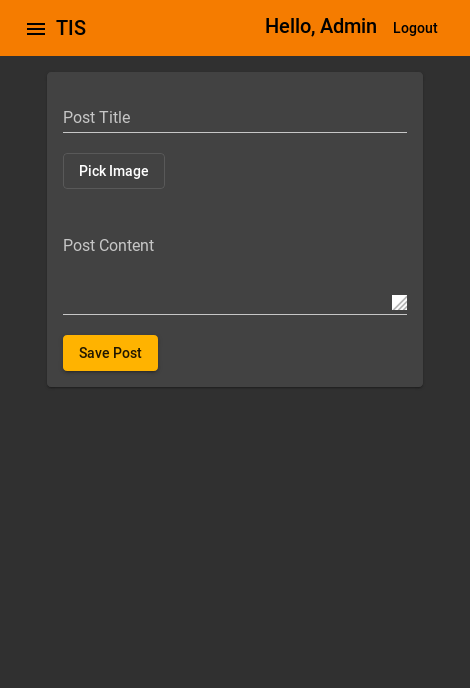 TIS
Hello, Admin
Logout
Post Title
Pick Image
Post Content
Save Post